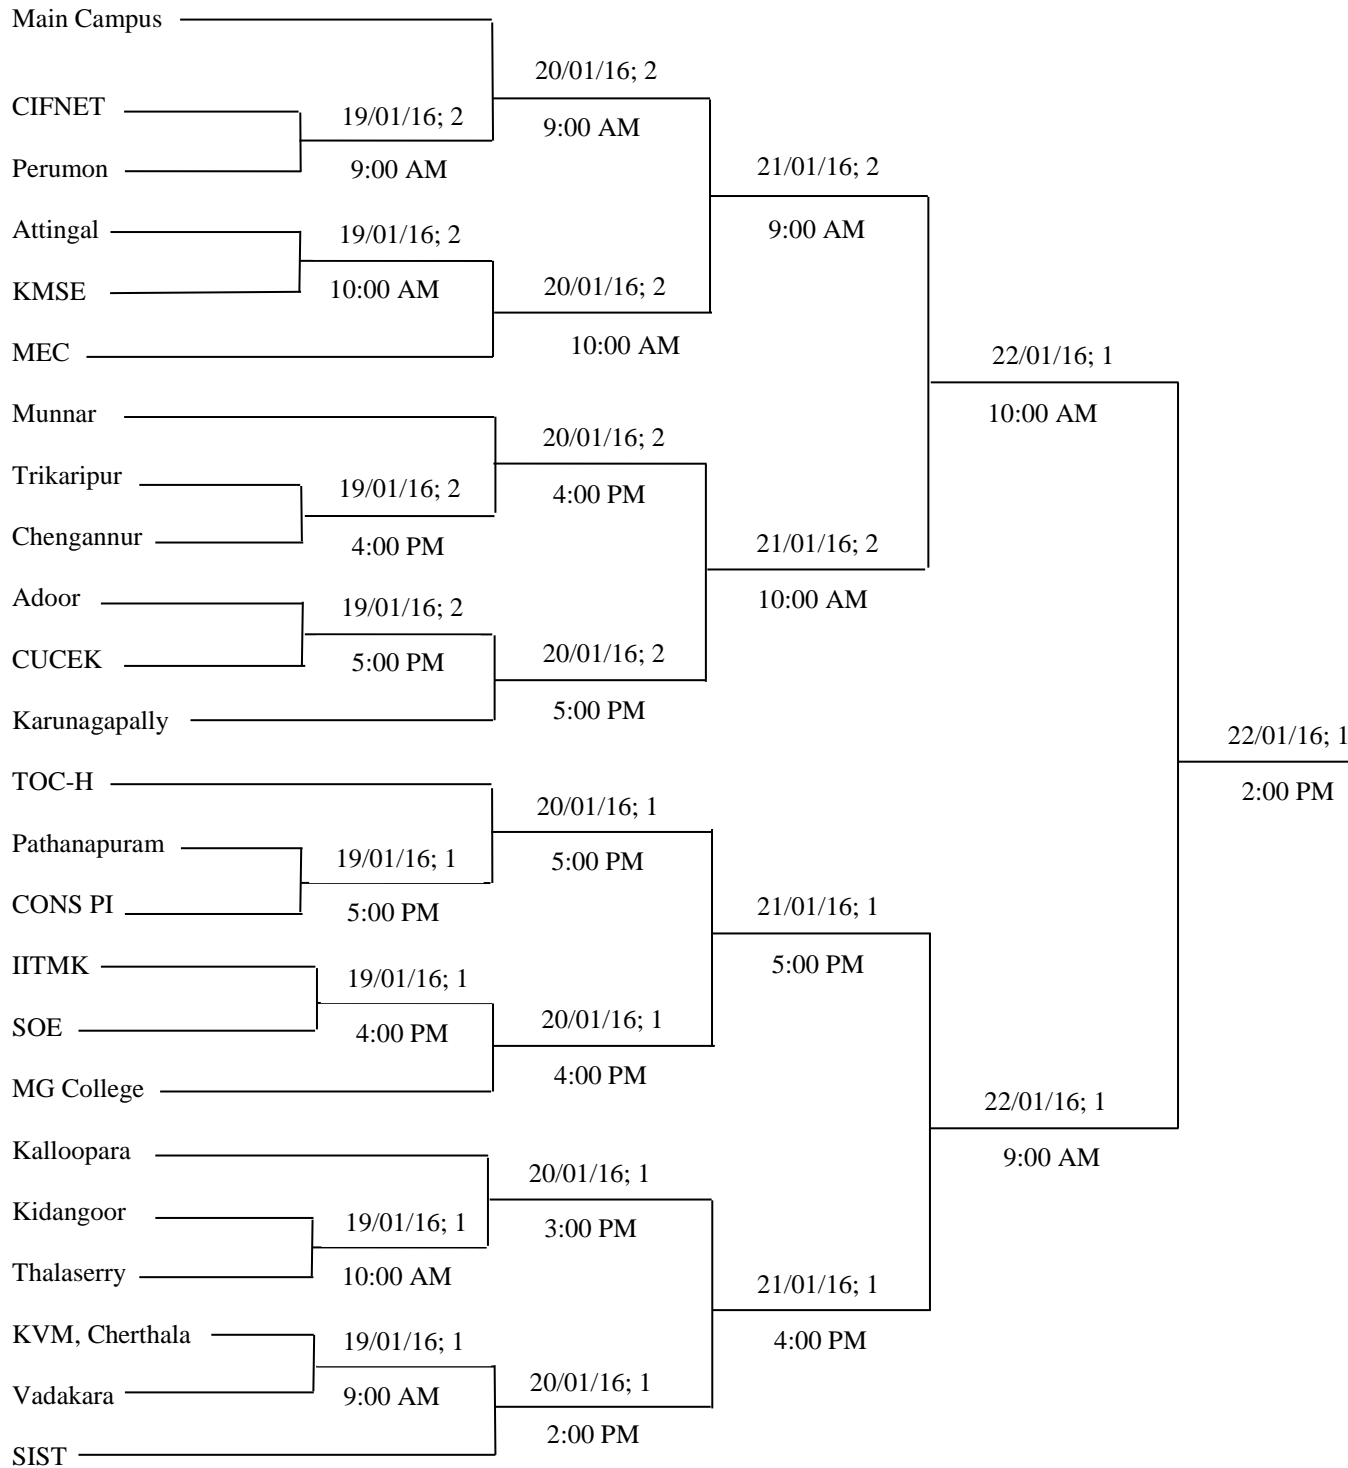 Main Campus
20/01/16; 2
CIFNET
19/01/16; 2
9:00 AM
Perumon
9:00 AM
21/01/16; 2
Attingal
19/01/16; 2
9:00 AM
KMSE
10:00 AM
20/01/16; 2
MEC
10:00 AM
22/01/16; 1
Munnar
10:00 AM
20/01/16; 2
Trikaripur
19/01/16; 2
4:00 PM
Chengannur
4:00 PM
21/01/16; 2
Adoor
19/01/16; 2
10:00 AM
CUCEK
5:00 PM
20/01/16; 2
Karunagapally
5:00 PM
22/01/16; 1
TOC-H
2:00 PM
20/01/16; 1
Pathanapuram
19/01/16; 1
5:00 PM
CONS PI
5:00 PM
21/01/16; 1
IITMK
19/01/16; 1
5:00 PM
SOE
4:00 PM
20/01/16; 1
MG College
4:00 PM
22/01/16; 1
Kalloopara
9:00 AM
20/01/16; 1
Kidangoor
19/01/16; 1
3:00 PM
Thalaserry
10:00 AM
21/01/16; 1
KVM, Cherthala
19/01/16; 1
4:00 PM
Vadakara
9:00 AM
20/01/16; 1
2:00 PM
SIST